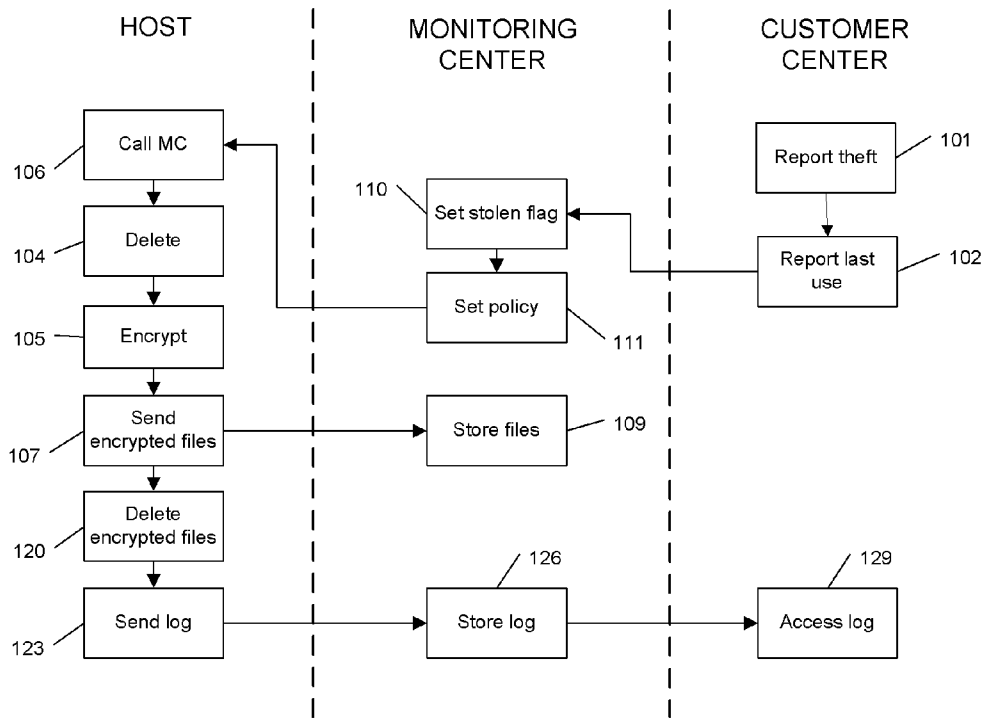 HOST
MONITORING
CENTER
CUSTOMER
CENTER
Call MC
106
Report theft
101
110
Set stolen flag
Delete
104
Report last
use
102
Set policy
111
Encrypt
105
Send
encrypted files
107
Store files
109
Delete
encrypted files
120
126
129
Send log
123
Store log
Access log